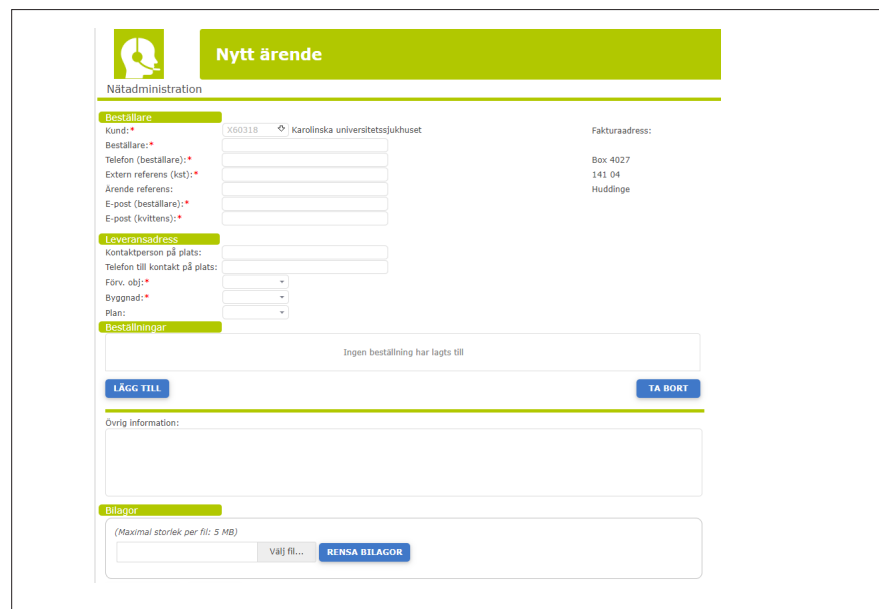 Nytt ärende
Nätadministration
Beställare
Kund:* X60318 Karolinska universitetssjukhuset Fakturaadress:
Beställare:*
Telefon (beställare):* Box 4027
Extern referens (kst):* 141 04
Ärende referens: Huddinge
E-post (beställare):*
E-post (kvittens):*
Leveransadress
Kontaktperson på plats:
Telefon till kontakt på plats:
Förv. obj:*
Byggnad:*
Plan:
Beställningar
Ingen beställning har lagts till
LÄGG TILL TA BORT
Övrig information:
Bilagor
(Maximal storlek per fil: 5 MB)
Välj fil... RENSA BILAGOR